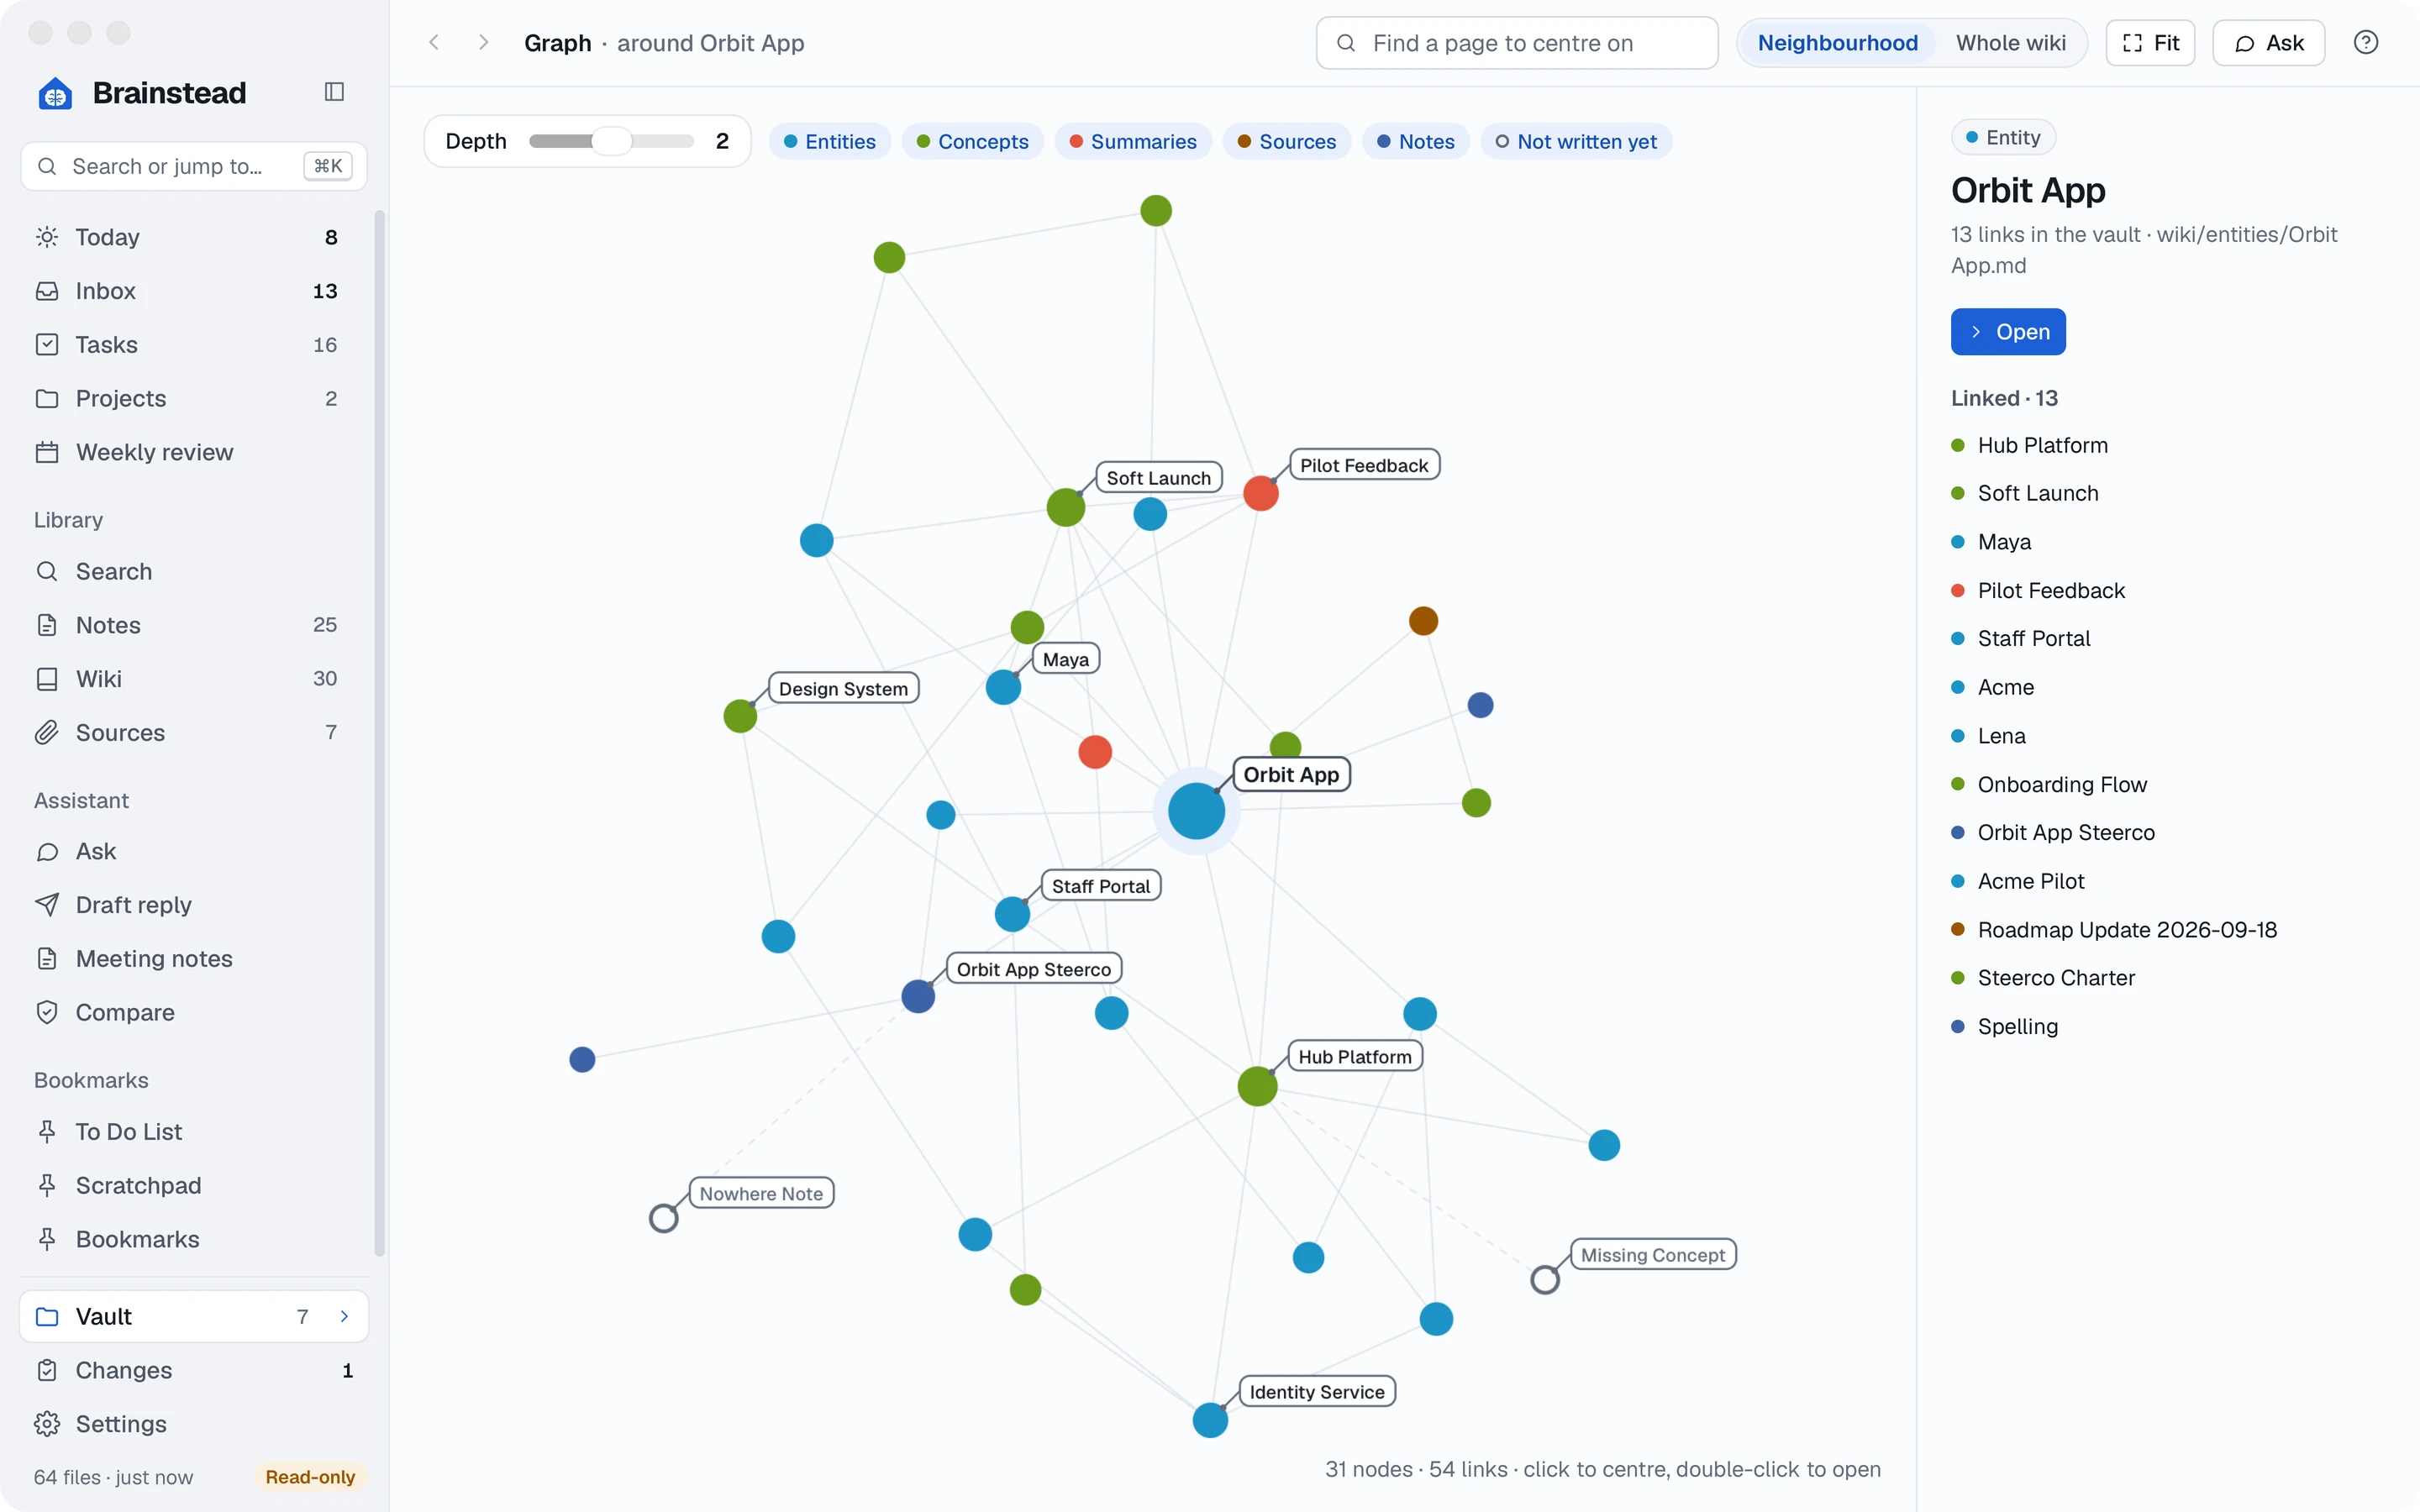 Brainstead
Search or jump to...
⌘K
Today 8
Inbox 13
Tasks 16
Projects 2
Weekly review
Library
Search
Notes 25
Wiki 30
Sources 7
Assistant
Ask
Draft reply
Meeting notes
Compare
Bookmarks
To Do List
Scratchpad
Bookmarks
Vault 7
Changes 1
Settings
64 files · just now
Read-only
Graph · around Orbit App
Find a page to centre on
Neighbourhood
Whole wiki
Fit
Ask
Depth 2
Entities
Concepts
Summaries
Sources
Notes
Not written yet
Pilot Feedback
Soft Launch
Maya
Design System
Orbit App
Staff Portal
Orbit App Steerco
Hub Platform
Nowhere Note
Missing Concept
Identity Service
31 nodes · 54 links · click to centre, double-click to open
Entity
Orbit App
13 links in the vault · wiki/entities/Orbit
App.md
Open
Linked · 13
Hub Platform
Soft Launch
Maya
Pilot Feedback
Staff Portal
Acme
Lena
Onboarding Flow
Orbit App Steerco
Acme Pilot
Roadmap Update 2026-09-18
Steerco Charter
Spelling